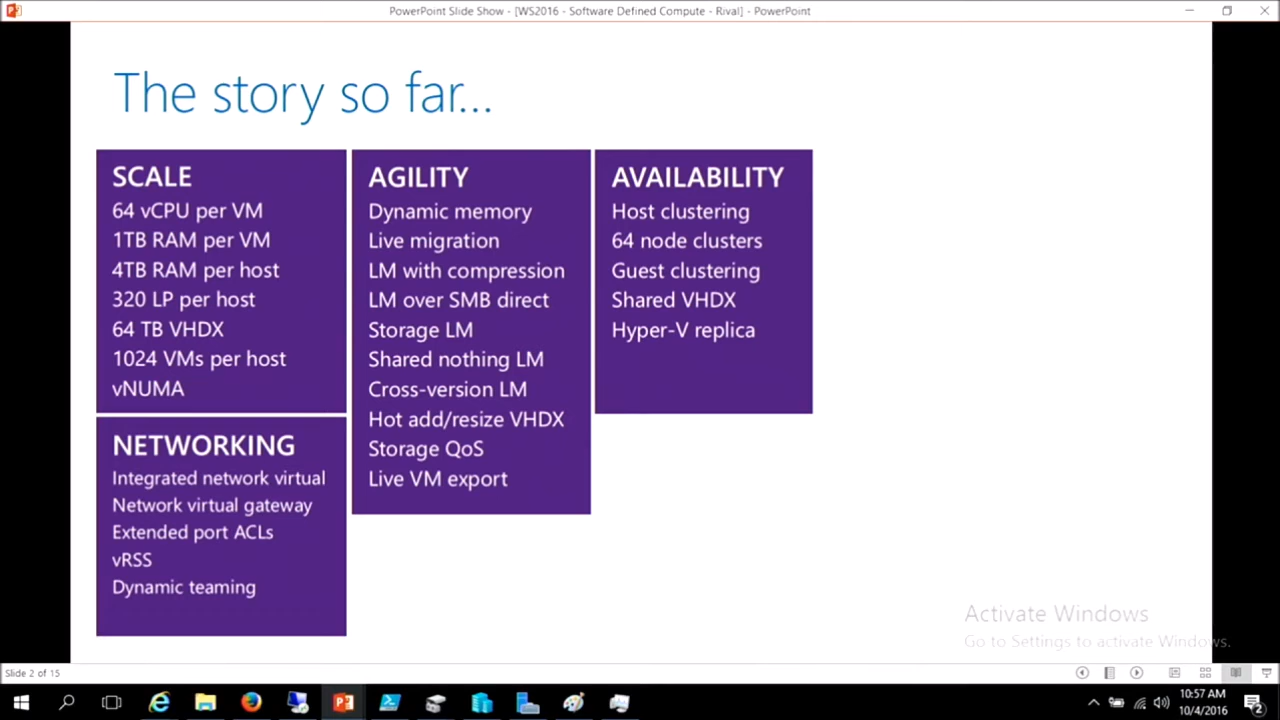 PowerPoint Slide Show - [WS2016 - Software Defined Compute - Rival] - PowerPoint
The story so far...
SCALE
64 vCPU per VM
1TB RAM per VM
4TB RAM per host
320 LP per host
64 TB VHDX
1024 VMs per host
vNUMA
NETWORKING
Integrated network virtual
Network virtual gateway
Extended port ACLs
vRSS
Dynamic teaming
AGILITY
Dynamic memory
Live migration
LM with compression
LM over SMB direct
Storage LM
Shared nothing LM
Cross-version LM
Hot add/resize VHDX
Storage QoS
Live VM export
AVAILABILITY
Host clustering
64 node clusters
Guest clustering
Shared VHDX
Hyper-V replica
Activate Windows
Go to Settings to activate Windows.
Slide 2 of 15
10:57 AM
10/4/2016
2